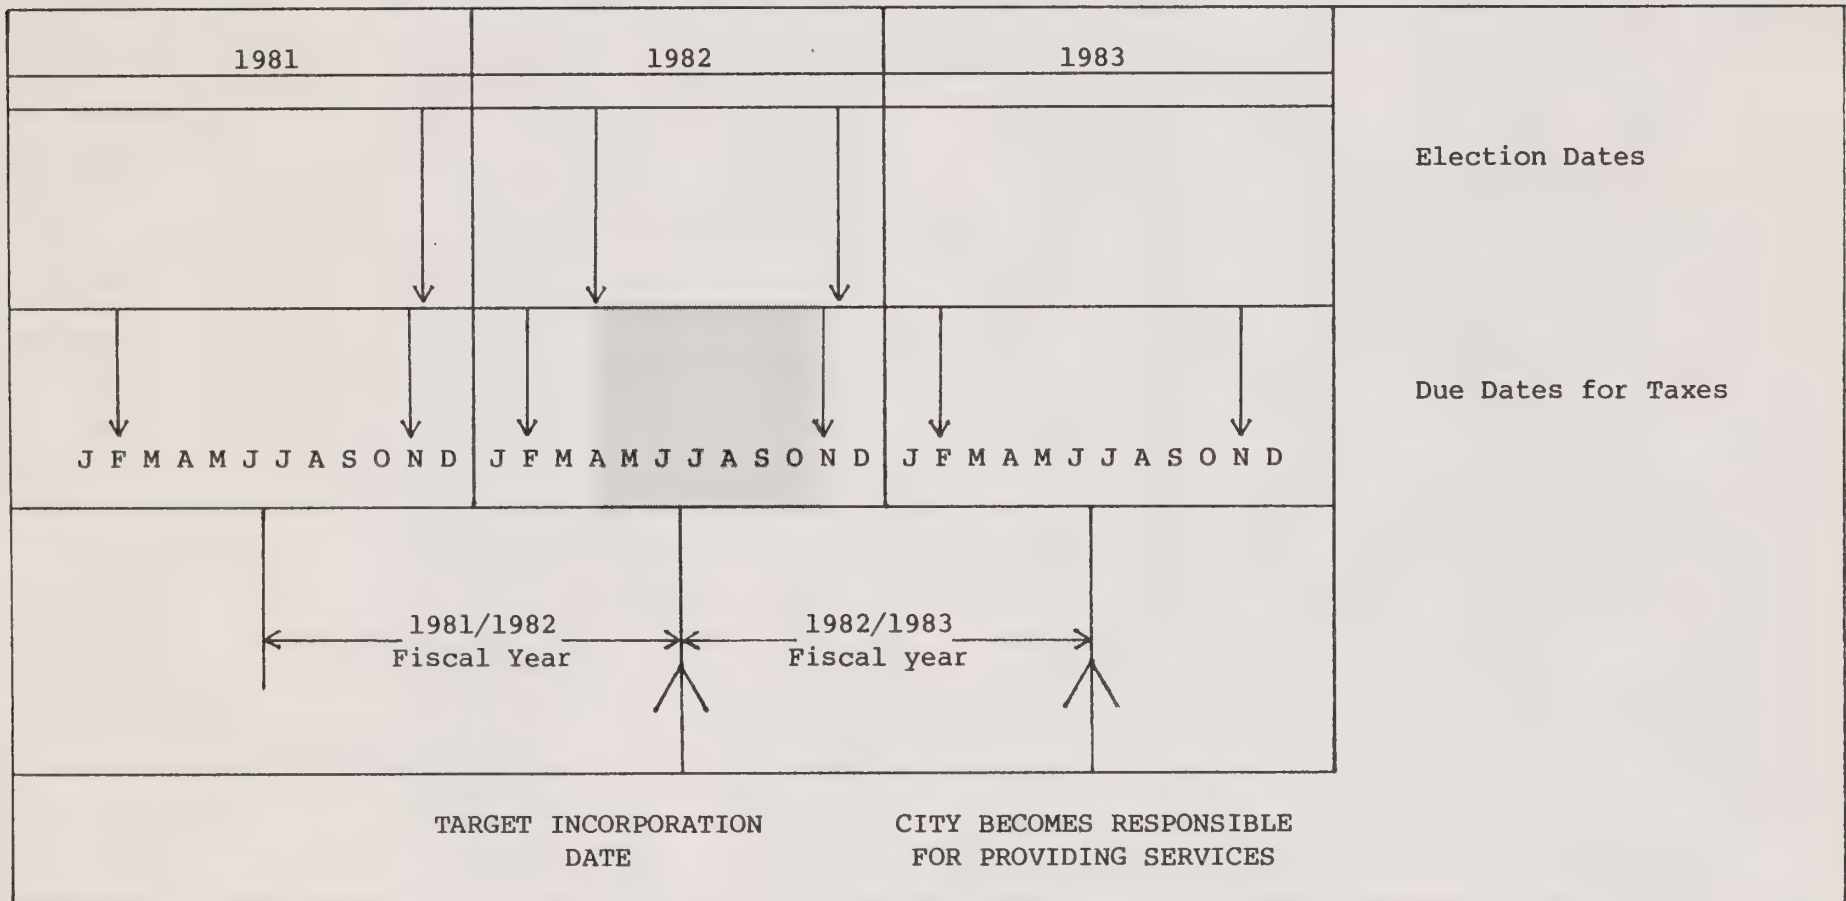 1981 1982 1983
Election Dates
Due Dates for Taxes
J F M A M J J A S O N D J F M A M J J A S O N D J F M A M J J A S O N D
1981/1982 1982/1983
Fiscal Year Fiscal year
TARGET INCORPORATION CITY BECOMES RESPONSIBLE
DATE FOR PROVIDING SERVICES